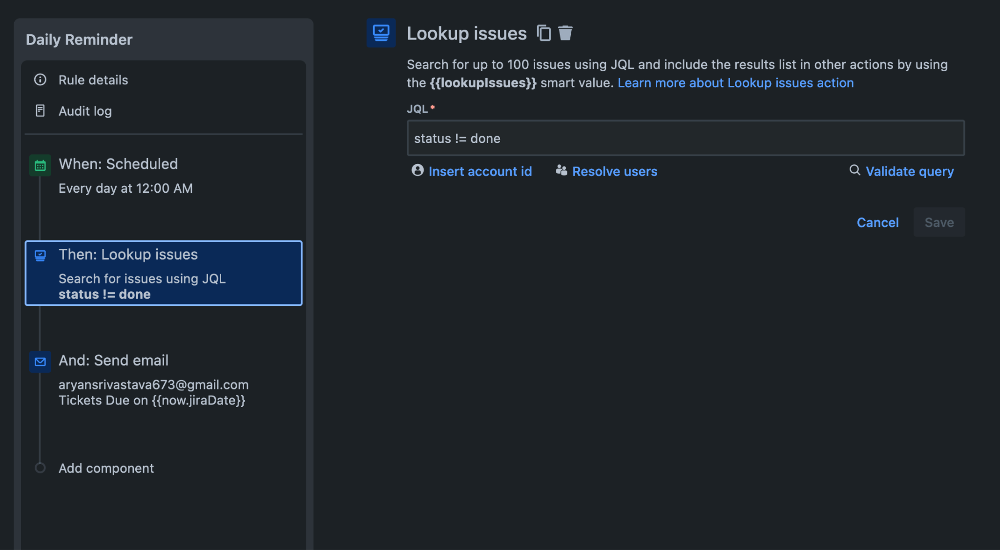 Daily Reminder
Rule details
Audit log
When: Scheduled
Every day at 12:00 AM
Then: Lookup issues
Search for issues using JQL
status != done
And: Send email
aryansrivastava673@gmail.com
Tickets Due on {{now.jiraDate}}
Add component
Lookup issues
Search for up to 100 issues using JQL and include the results list in other actions by using
the {{lookupIssues}} smart value. Learn more about Lookup issues action
JQL *
status != done
Insert account id Resolve users Validate query
Cancel Save